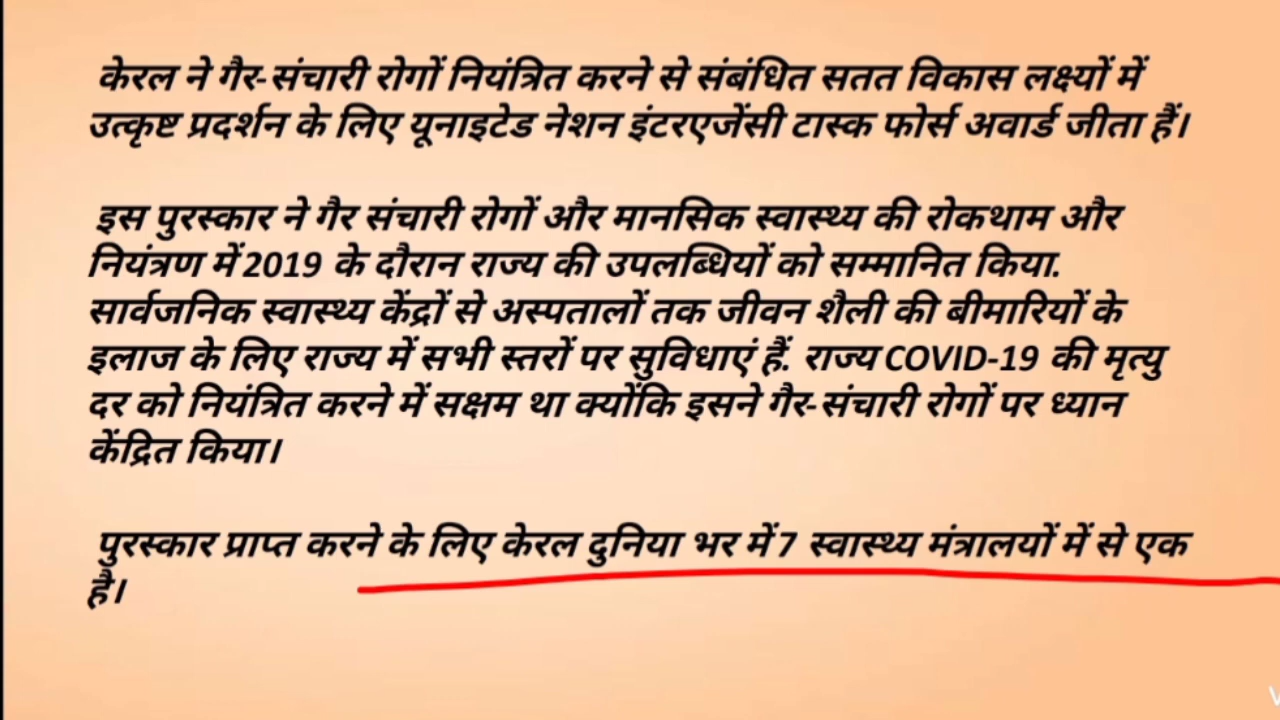 केरल ने गैर-संचारी रोगों नियंत्रित करने से संबंधित सतत विकास लक्ष्यों में
उत्कृष्ट प्रदर्शन के लिए यूनाइटेड नेशन इंटरएजेंसी टास्क फोर्स अवार्ड जीता हैं।
इस पुरस्कार ने गैर संचारी रोगों और मानसिक स्वास्थ्य की रोकथाम और
नियंत्रण में 2019 के दौरान राज्य की उपलब्धियों को सम्मानित किया.
सार्वजनिक स्वास्थ्य केंद्रों से अस्पतालों तक जीवन शैली की बीमारियों के
इलाज के लिए राज्य में सभी स्तरों पर सुविधाएं हैं. राज्य COVID-19 की मृत्यु
दर को नियंत्रित करने में सक्षम था क्योंकि इसने गैर-संचारी रोगों पर ध्यान
केंद्रित किया।
पुरस्कार प्राप्त करने के लिए केरल दुनिया भर में 7 स्वास्थ्य मंत्रालयों में से एक
है।